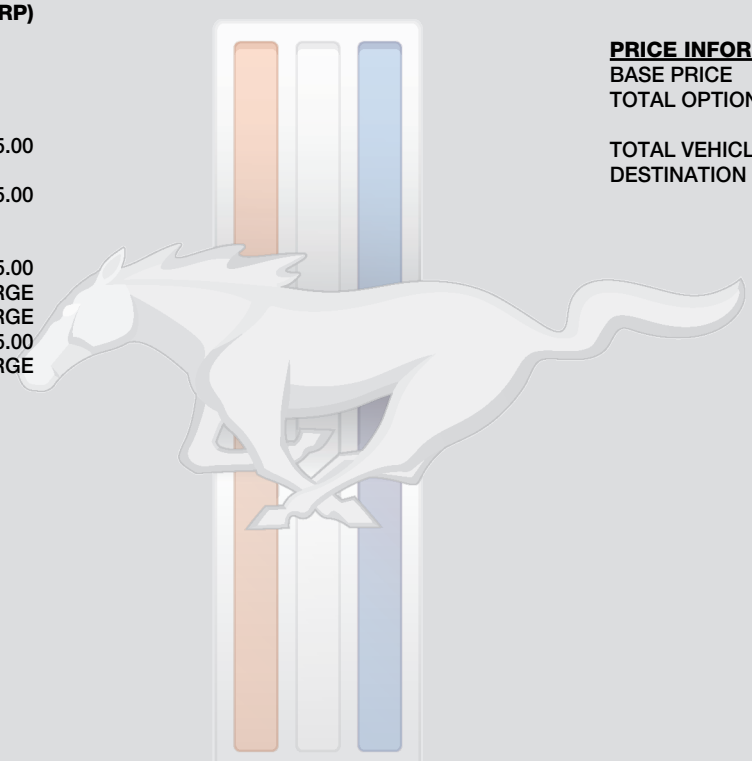 RP)
5.00
5.00
5.00
RGE
RGE
5.00
RGE
PRICE INFOR
BASE PRICE
TOTAL OPTION
TOTAL VEHICL
DESTINATION